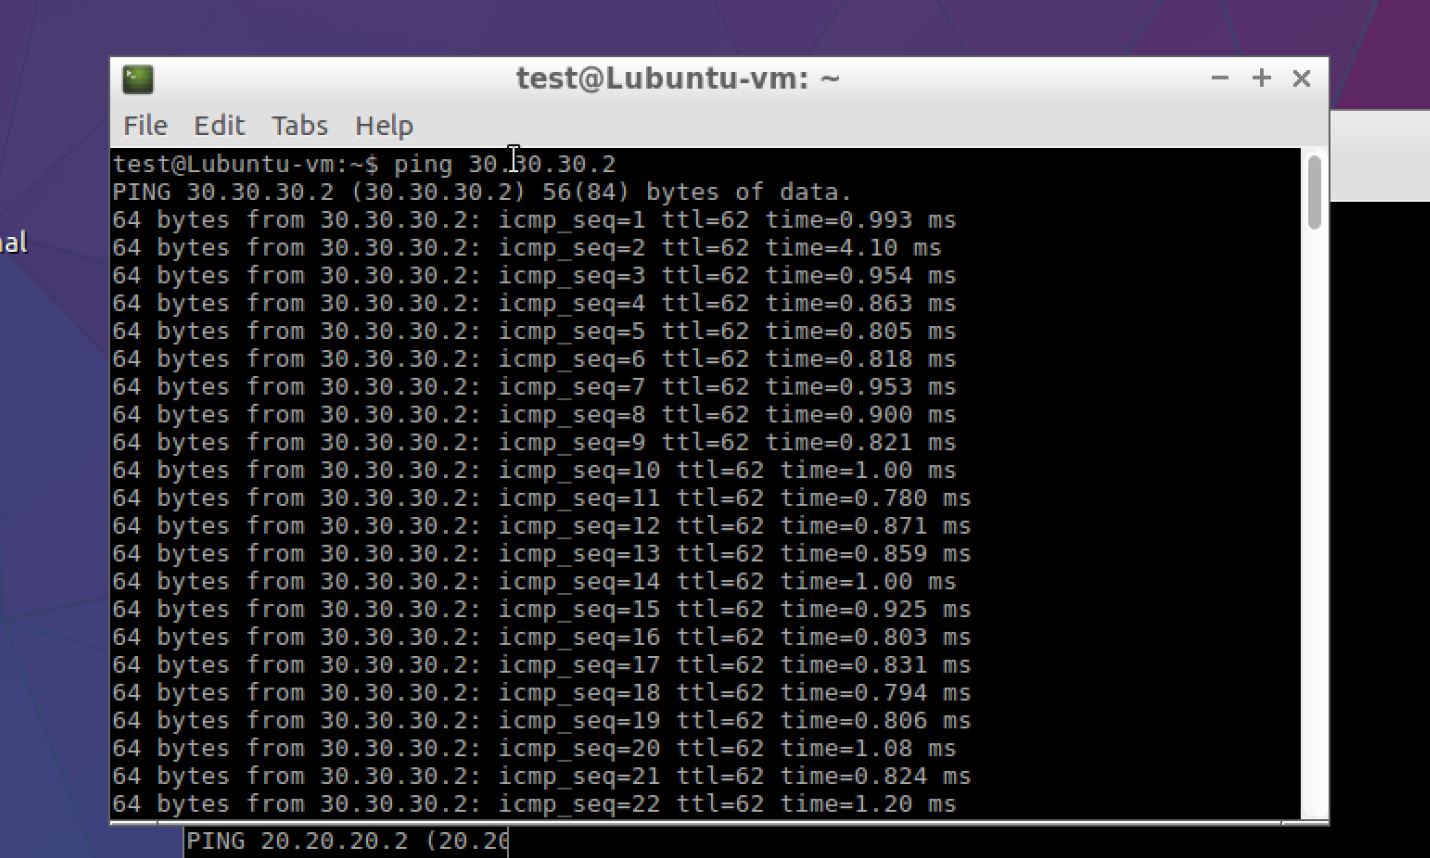 test@Lubuntu-vm: ~
File Edit Tabs Help
test@Lubuntu-vm:~$ ping 30.30.30.2
PING 30.30.30.2 (30.30.30.2) 56(84) bytes of data.
64 bytes from 30.30.30.2: icmp_seq=1 ttl=62 time=0.993 ms
64 bytes from 30.30.30.2: icmp_seq=2 ttl=62 time=4.10 ms
64 bytes from 30.30.30.2: icmp_seq=3 ttl=62 time=0.954 ms
64 bytes from 30.30.30.2: icmp_seq=4 ttl=62 time=0.863 ms
64 bytes from 30.30.30.2: icmp_seq=5 ttl=62 time=0.805 ms
64 bytes from 30.30.30.2: icmp_seq=6 ttl=62 time=0.818 ms
64 bytes from 30.30.30.2: icmp_seq=7 ttl=62 time=0.953 ms
64 bytes from 30.30.30.2: icmp_seq=8 ttl=62 time=0.900 ms
64 bytes from 30.30.30.2: icmp_seq=9 ttl=62 time=0.821 ms
64 bytes from 30.30.30.2: icmp_seq=10 ttl=62 time=1.00 ms
64 bytes from 30.30.30.2: icmp_seq=11 ttl=62 time=0.780 ms
64 bytes from 30.30.30.2: icmp_seq=12 ttl=62 time=0.871 ms
64 bytes from 30.30.30.2: icmp_seq=13 ttl=62 time=0.859 ms
64 bytes from 30.30.30.2: icmp_seq=14 ttl=62 time=1.00 ms
64 bytes from 30.30.30.2: icmp_seq=15 ttl=62 time=0.925 ms
64 bytes from 30.30.30.2: icmp_seq=16 ttl=62 time=0.803 ms
64 bytes from 30.30.30.2: icmp_seq=17 ttl=62 time=0.831 ms
64 bytes from 30.30.30.2: icmp_seq=18 ttl=62 time=0.794 ms
64 bytes from 30.30.30.2: icmp_seq=19 ttl=62 time=0.806 ms
64 bytes from 30.30.30.2: icmp_seq=20 ttl=62 time=1.08 ms
64 bytes from 30.30.30.2: icmp_seq=21 ttl=62 time=0.824 ms
64 bytes from 30.30.30.2: icmp_seq=22 ttl=62 time=1.20 ms
PING 20.20.20.2 (20.20